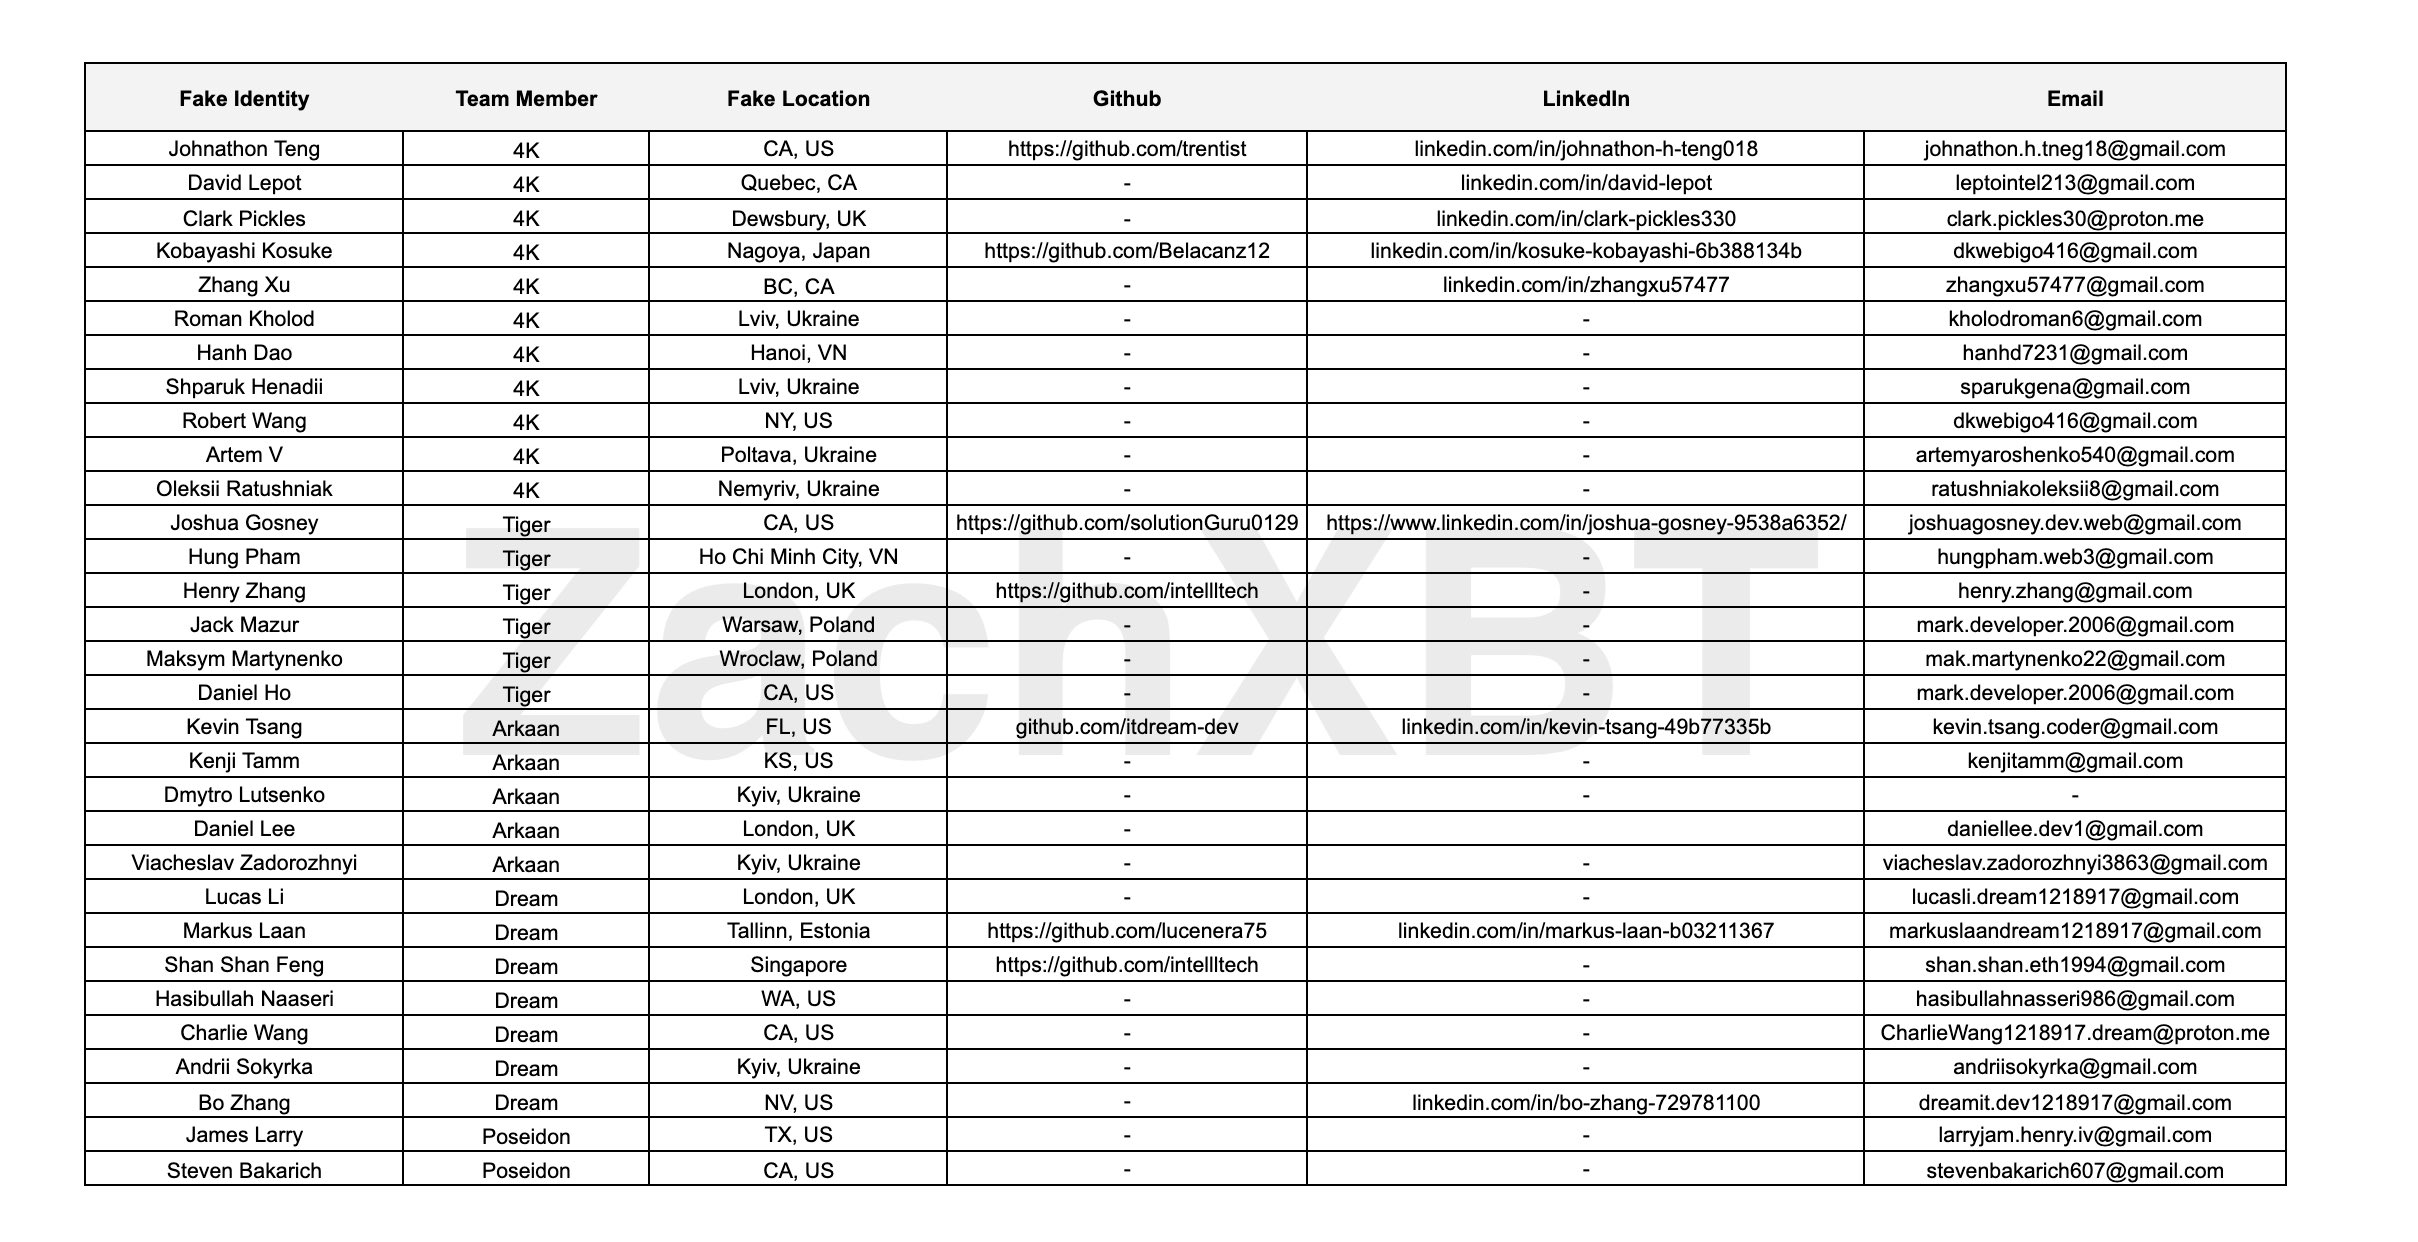 Fake Identity Team Member Fake Location Github LinkedIn Email
Johnathon Teng 4K CA, US https://github.com/trentist linkedin.com/in/johnathon-h-teng018 johnathon.h.tneg18@gmail.com
David Lepot 4K Quebec, CA - linkedin.com/in/david-lepot leptointel213@gmail.com
Clark Pickles 4K Dewsbury, UK - linkedin.com/in/clark-pickles330 clark.pickles30@proton.me
Kobayashi Kosuke 4K Nagoya, Japan https://github.com/Belacanz12 linkedin.com/in/kosuke-kobayashi-6b388134b dkwebigo416@gmail.com
Zhang Xu 4K BC, CA - linkedin.com/in/zhangxu57477 zhangxu57477@gmail.com
Roman Kholod 4K Lviv, Ukraine - - kholodroman6@gmail.com
Hanh Dao 4K Hanoi, VN - - hanhd7231@gmail.com
Shparuk Henadii 4K Lviv, Ukraine - - sparukgena@gmail.com
Robert Wang 4K NY, US - - dkwebigo416@gmail.com
Artem V 4K Poltava, Ukraine - - artemyaroshenko540@gmail.com
Oleksii Ratushniak 4K Nemyriv, Ukraine - - ratushniakoleksii8@gmail.com
Joshua Gosney Tiger CA, US https://github.com/solutionGuru0129 https://www.linkedin.com/in/joshua-gosney-9538a6352/ joshuagosney.dev.web@gmail.com
Hung Pham Tiger Ho Chi Minh City, VN - - hungpham.web3@gmail.com
Henry Zhang Tiger London, UK https://github.com/intellltech - henry.zhang@gmail.com
Jack Mazur Tiger Warsaw, Poland - - mark.developer.2006@gmail.com
Maksym Martynenko Tiger Wroclaw, Poland - - mak.martynenko22@gmail.com
Daniel Ho Tiger CA, US - - mark.developer.2006@gmail.com
Kevin Tsang Arkaan FL, US github.com/itdream-dev linkedin.com/in/kevin-tsang-49b77335b kevin.tsang.coder@gmail.com
Kenji Tamm Arkaan KS, US - - kenjitamm@gmail.com
Dmytro Lutsenko Arkaan Kyiv, Ukraine - - -
Daniel Lee Arkaan London, UK - daniellee.dev1@gmail.com
Viacheslav Zadorozhnyi Arkaan Kyiv, Ukraine - - viacheslav.zadorozhnyi3863@gmail.com
Lucas Li Dream London, UK - - lucasli.dream1218917@gmail.com
Markus Laan Dream Tallinn, Estonia https://github.com/lucenera75 linkedin.com/in/markus-laan-b03211367 markuslaandream1218917@gmail.com
Shan Shan Feng Dream Singapore https://github.com/intellltech - shan.shan.eth1994@gmail.com
Hasibullah Naaseri Dream WA, US - - hasibullahnasseri986@gmail.com
Charlie Wang Dream CA, US - - CharlieWang1218917.dream@proton.me
Andrii Sokyrka Dream Kyiv, Ukraine - - andriisokyrka@gmail.com
Bo Zhang Dream NV, US - linkedin.com/in/bo-zhang-729781100 dreamit.dev1218917@gmail.com
James Larry Poseidon TX, US - - larryjam.henry.iv@gmail.com
Steven Bakarich Poseidon CA, US - - stevenbakarich607@gmail.com
ZachXBT